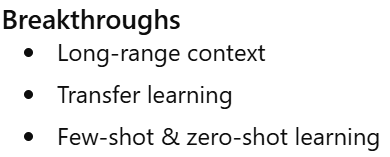 Breakthroughs
• Long-range context
• Transfer learning
• Few-shot & zero-shot learning